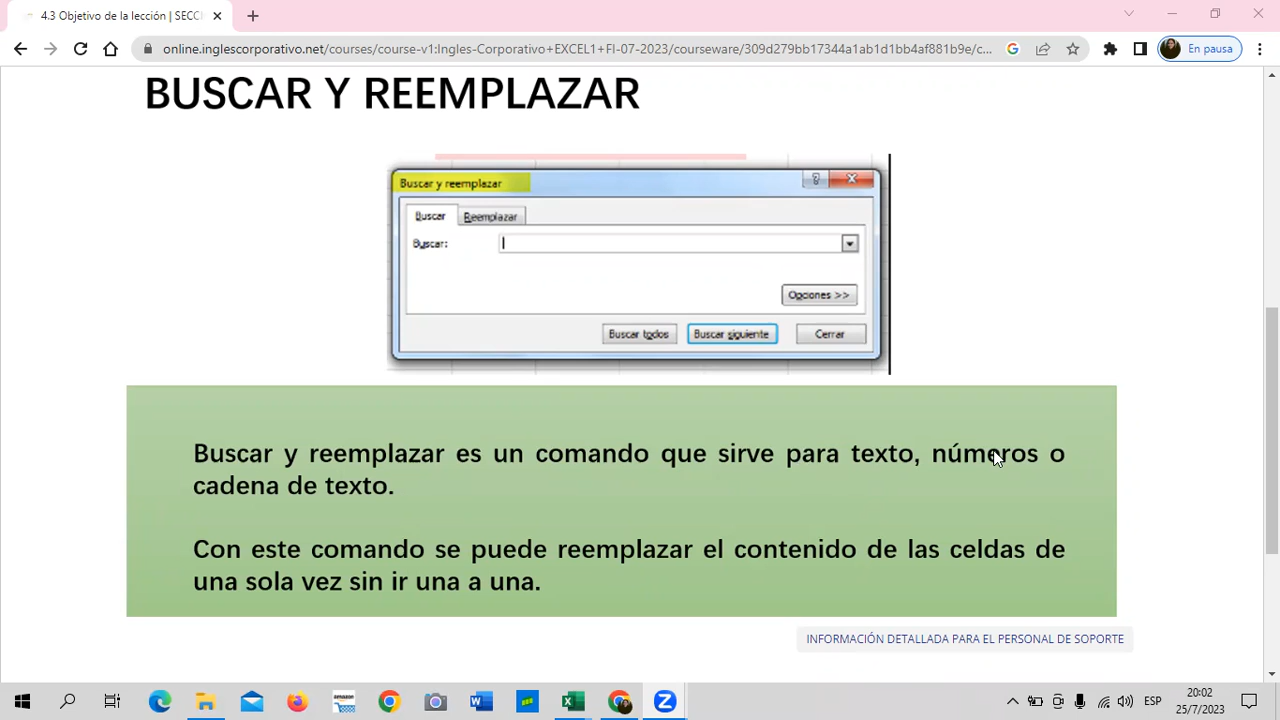 4.3 Objetivo de la lección | SECCI
online.inglescorporativo.net/courses/course-v1:Ingles-Corporativo+EXCEL1+FI-07-2023/courseware/309d279bb17344a1ab1d1bb4af881b9e/c...
En pausa
BUSCAR Y REEMPLAZAR
Buscar y reemplazar
?
Buscar Reemplazar
Buscar:
Opciones >>
Buscar todos Buscar siguiente Cerrar
Buscar y reemplazar es un comando que sirve para texto, números o
cadena de texto.
Con este comando se puede reemplazar el contenido de las celdas de
una sola vez sin ir una a una.
INFORMACIÓN DETALLADA PARA EL PERSONAL DE SOPORTE
amazon
ESP
20:02
25/7/2023